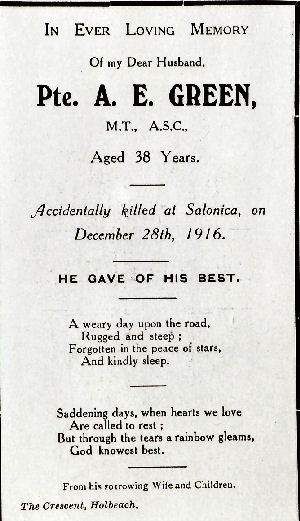 In Ever Loving Memory
Of my Dear Husband,
Pte. A. E. GREEN,
M.T., A.S.C.,
Aged 38 Years.
Accidentally killed at Salonica, on
December 28th, 1916.
HE GAVE OF HIS BEST.
A weary day upon the road,
Rugged and steep ;
Forgotten in the peace of stars,
And kindly sleep.
Saddening days, when hearts we love
Are called to rest ;
But through the tears a rainbow gleams,
God knowest best.
From his sorrowing Wife and Children.
The Crescent, Holbeach.